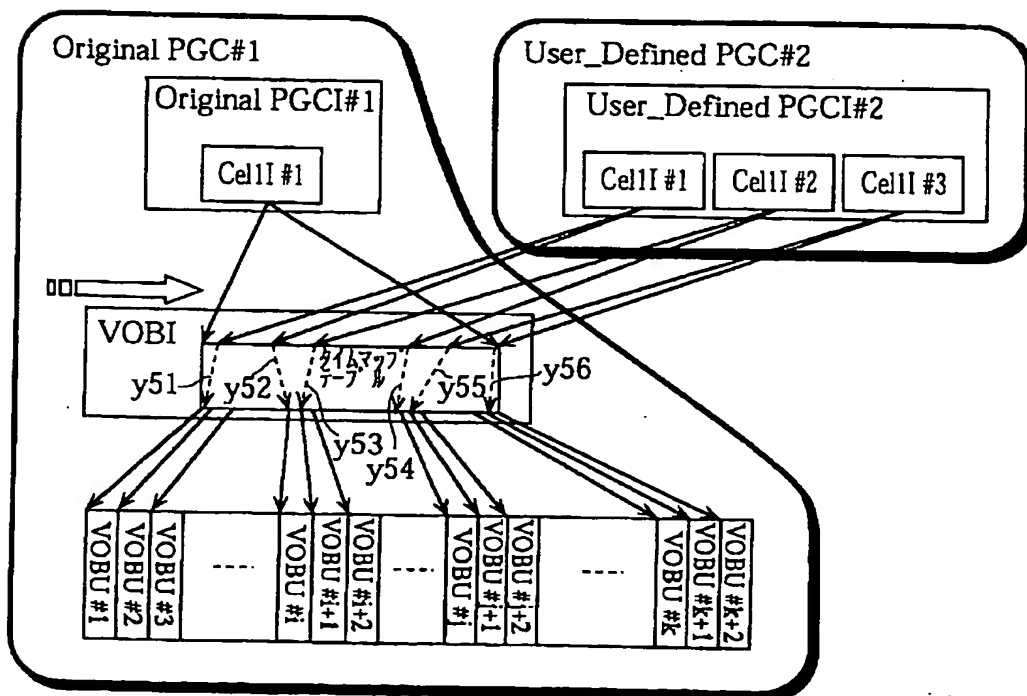 Original PGC#1
User_Defined PGC#2
Original PGCI#1
User_Defined PGCI#2
CellI #1
CellI #1
CellI #2
CellI #3
VOBI
タイムマップ
テーブル
y51
y52
y53
y54
y55
y56
VOBU #1
VOBU #2
VOBU #3
VOBU #i
VOBU #i+1
VOBU #i+2
VOBU #j
VOBU #j+1
VOBU #j+2
VOBU #k
VOBU #k+1
VOBU #k+2